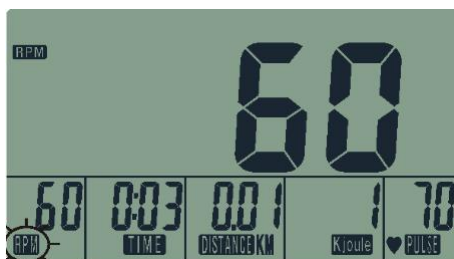 RPM
60
60 0:03 0.01 1 70
RPM TIME DISTANCE KM Kjoule PULSE